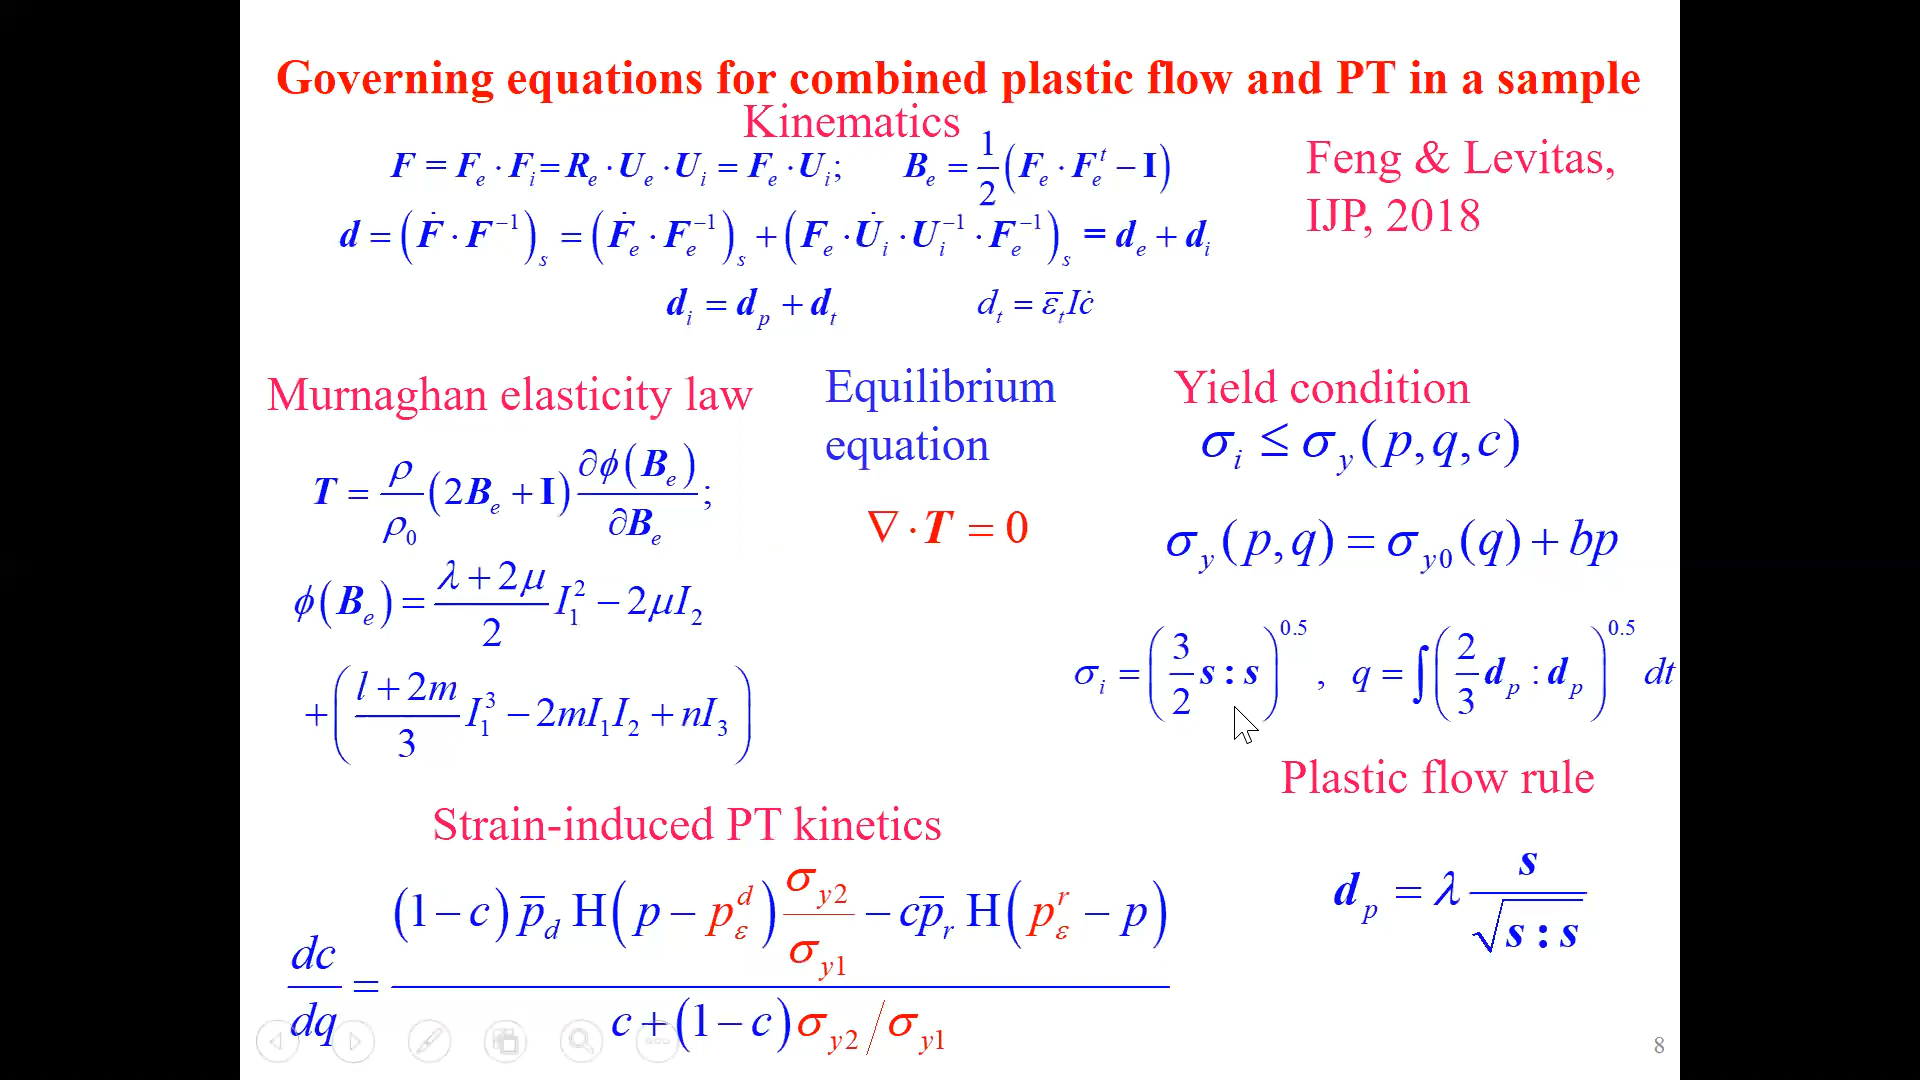 Governing equations for combined plastic flow and PT in a sample
Kinematics
F = F_e · F_i = R_e · U_e · U_i = F_e · U_i; B_e = 1/2 (F_e · F_e^t − I)
Feng & Levitas,
IJP, 2018
d = (Ḟ · F^−1)_s = (Ḟ_e · F_e^−1)_s + (F_e · U̇_i · U_i^−1 · F_e^−1)_s = d_e + d_i
d_i = d_p + d_t d_t = ε̄_t I ċ
Murnaghan elasticity law
T = ρ/ρ_0 (2B_e + I) ∂ϕ(B_e)/∂B_e;
ϕ(B_e) = (λ + 2μ)/2 I_1^2 − 2μI_2
+ ((l + 2m)/3 I_1^3 − 2mI_1I_2 + nI_3)
Equilibrium
equation
∇ · T = 0
Yield condition
σ_i ≤ σ_y(p, q, c)
σ_y(p, q) = σ_y0(q) + bp
σ_i = (3/2 s : s)^0.5 , q = ∫(2/3 d_p : d_p)^0.5 dt
Plastic flow rule
d_p = λ s/√(s : s)
Strain-induced PT kinetics
dc/dq = ((1 − c) p̄_d H(p − p_ε^d) σ_y2/σ_y1 − c p̄_r H(p_ε^r − p)) / (c + (1 − c) σ_y2/σ_y1)
8